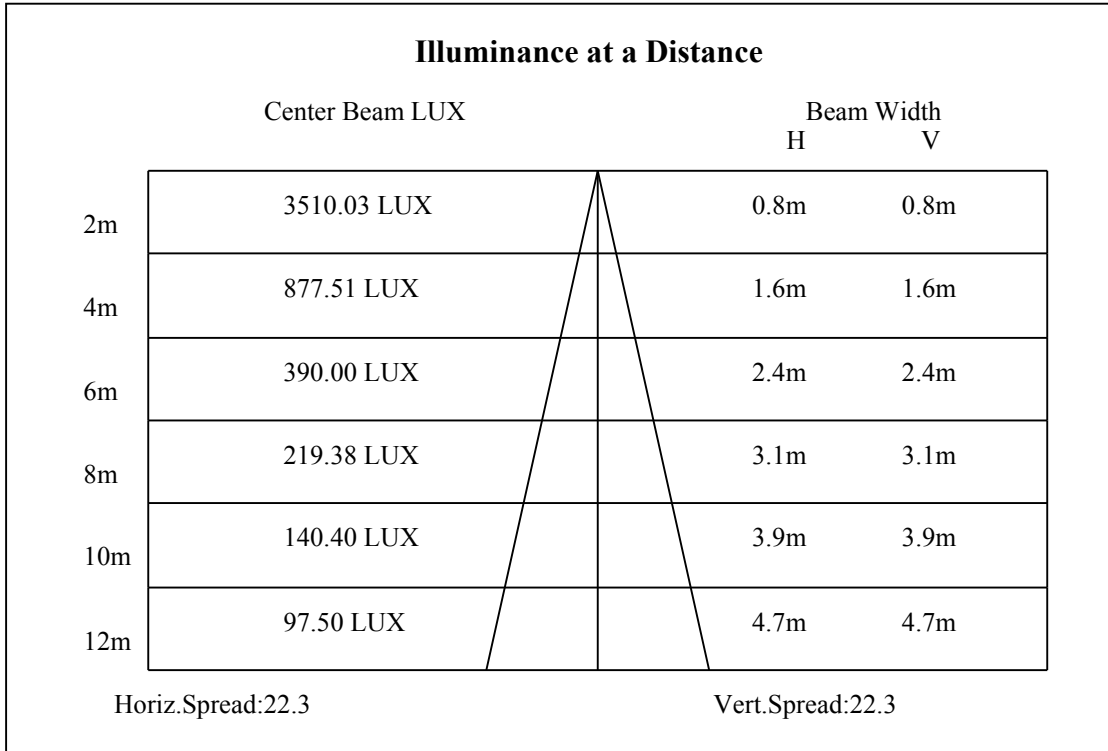 Illuminance at a Distance
Center Beam LUX Beam Width
H V
2m 3510.03 LUX 0.8m 0.8m
4m 877.51 LUX 1.6m 1.6m
6m 390.00 LUX 2.4m 2.4m
8m 219.38 LUX 3.1m 3.1m
10m 140.40 LUX 3.9m 3.9m
12m 97.50 LUX 4.7m 4.7m
Horiz.Spread:22.3 Vert.Spread:22.3